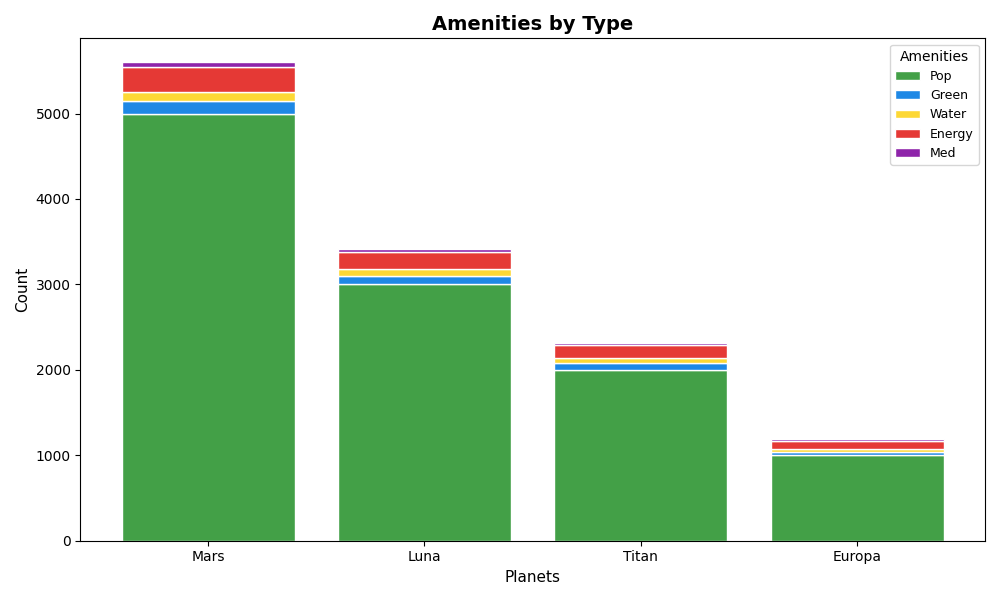 Amenities by Type
Amenities
Pop
Green
Water
Energy
Med
Count
5000
4000
3000
2000
1000
0
Mars
Luna
Titan
Europa
Planets